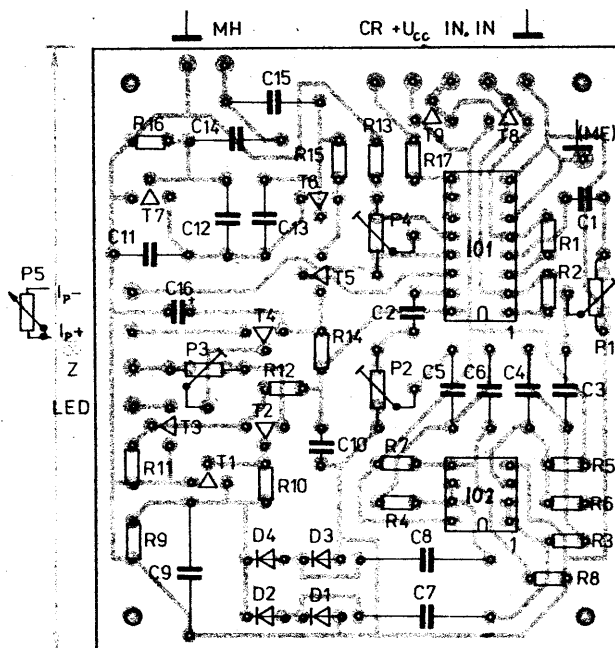 MH CR +Ucc IN. IN
C15
R16 C14 R13 T9 T8 (ME)
R15 R17
T6
T7 C12 C13 P4 IO1 R1 C1
C11
P5 Ip- T5 R2
C16 + C2
Ip+ T4 R14 1 R1
Z P3 R12 P2 C5 C6 C4 C3
LED T2
T3 C10
R11 T1 R7 IO2 R5
R10 R4 R6
R9 D4 D3 C8 1 R3
C9 R8
D2 D1 C7